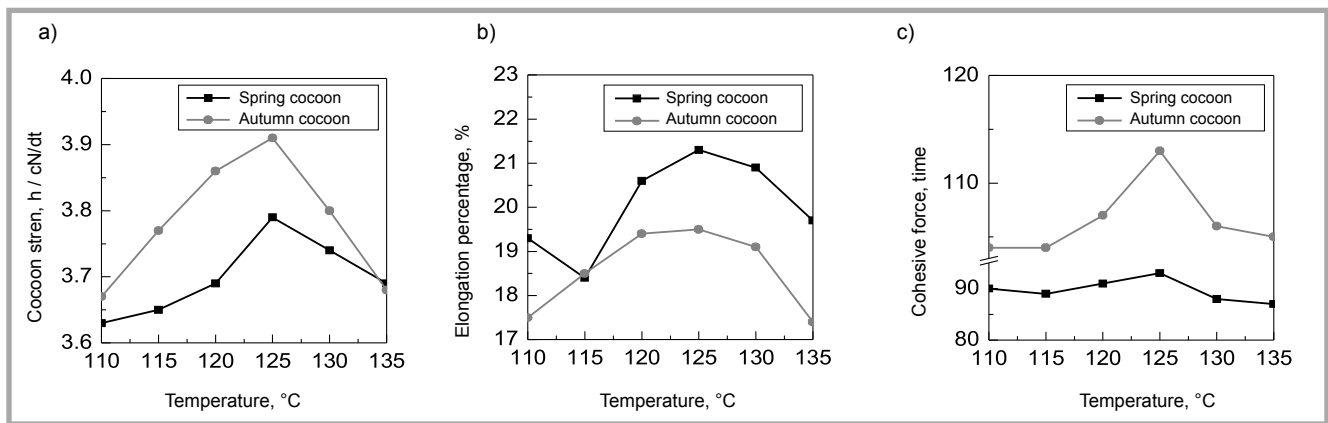 a)
Cocoon stren, h / cN/dt
4.0
3.9
3.8
3.7
3.6
Spring cocoon
Autumn cocoon
110 115 120 125 130 135
Temperature, °C
b)
Elongation percentage, %
23
22
21
20
19
18
17
Spring cocoon
Autumn cocoon
110 115 120 125 130 135
Temperature, °C
c)
Cohesive force, time
120
110
90
80
Spring cocoon
Autumn cocoon
110 115 120 125 130 135
Temperature, °C